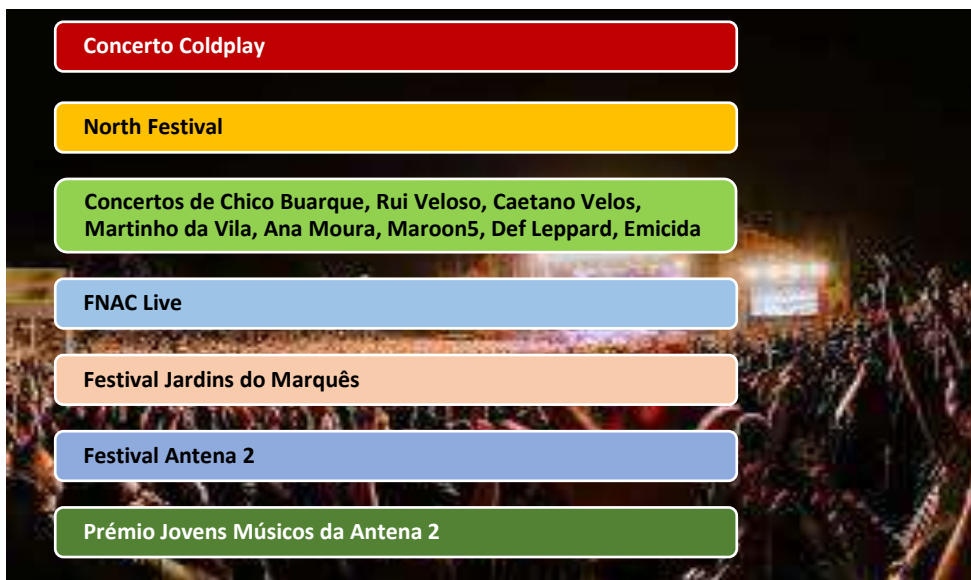 Concerto Coldplay
North Festival
Concertos de Chico Buarque, Rui Veloso, Caetano Velos,
Martinho da Vila, Ana Moura, Maroon5, Def Leppard, Emicida
FNAC Live
Festival Jardins do Marquês
Festival Antena 2
Prémio Jovens Músicos da Antena 2